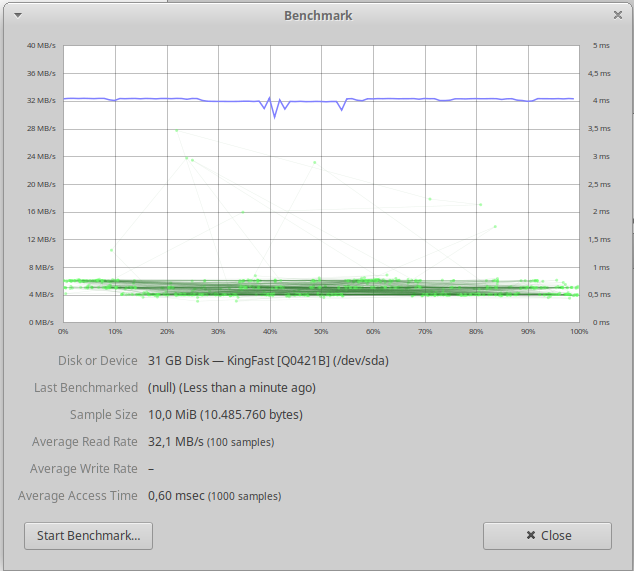 Benchmark
40 MB/s
5 ms
36 MB/s
4,5 ms
32 MB/s
4 ms
28 MB/s
3,5 ms
24 MB/s
3 ms
20 MB/s
2,5 ms
16 MB/s
2 ms
12 MB/s
1,5 ms
8 MB/s
1 ms
4 MB/s
0,5 ms
0 MB/s
0 ms
0% 10% 20% 30% 40% 50% 60% 70% 80% 90% 100%
Disk or Device 31 GB Disk — KingFast [Q0421B] (/dev/sda)
Last Benchmarked (null) (Less than a minute ago)
Sample Size 10,0 MiB (10.485.760 bytes)
Average Read Rate 32,1 MB/s (100 samples)
Average Write Rate –
Average Access Time 0,60 msec (1000 samples)
Start Benchmark... Close